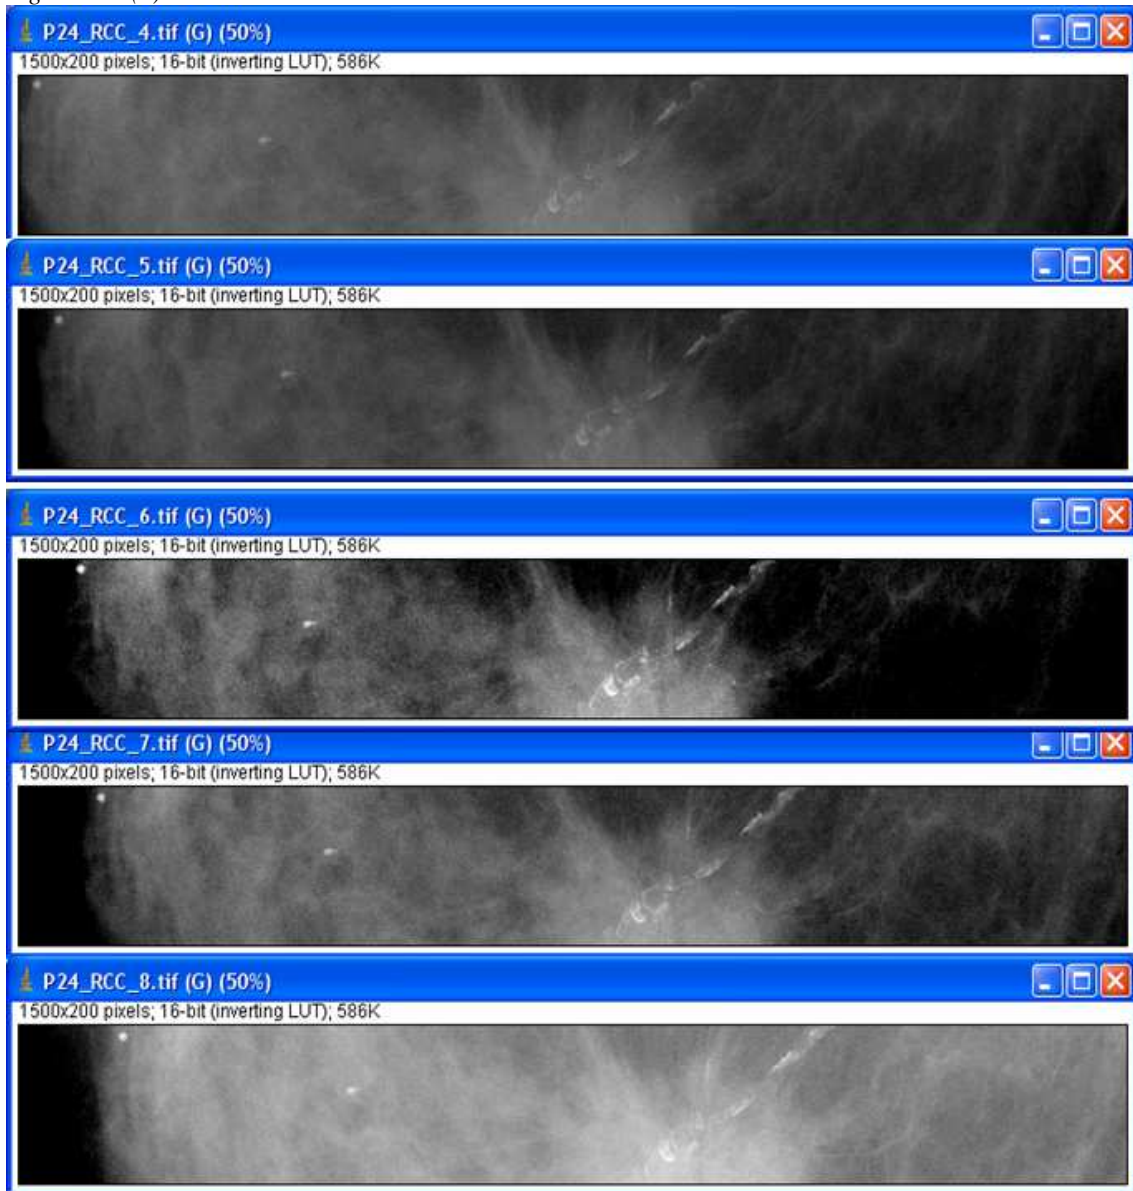 P24_RCC_4.tif (G) (50%)
1500x200 pixels; 16-bit (inverting LUT); 586K
P24_RCC_5.tif (G) (50%)
1500x200 pixels; 16-bit (inverting LUT); 586K
P24_RCC_6.tif (G) (50%)
1500x200 pixels; 16-bit (inverting LUT); 586K
P24_RCC_7.tif (G) (50%)
1500x200 pixels; 16-bit (inverting LUT); 586K
P24_RCC_8.tif (G) (50%)
1500x200 pixels; 16-bit (inverting LUT); 586K